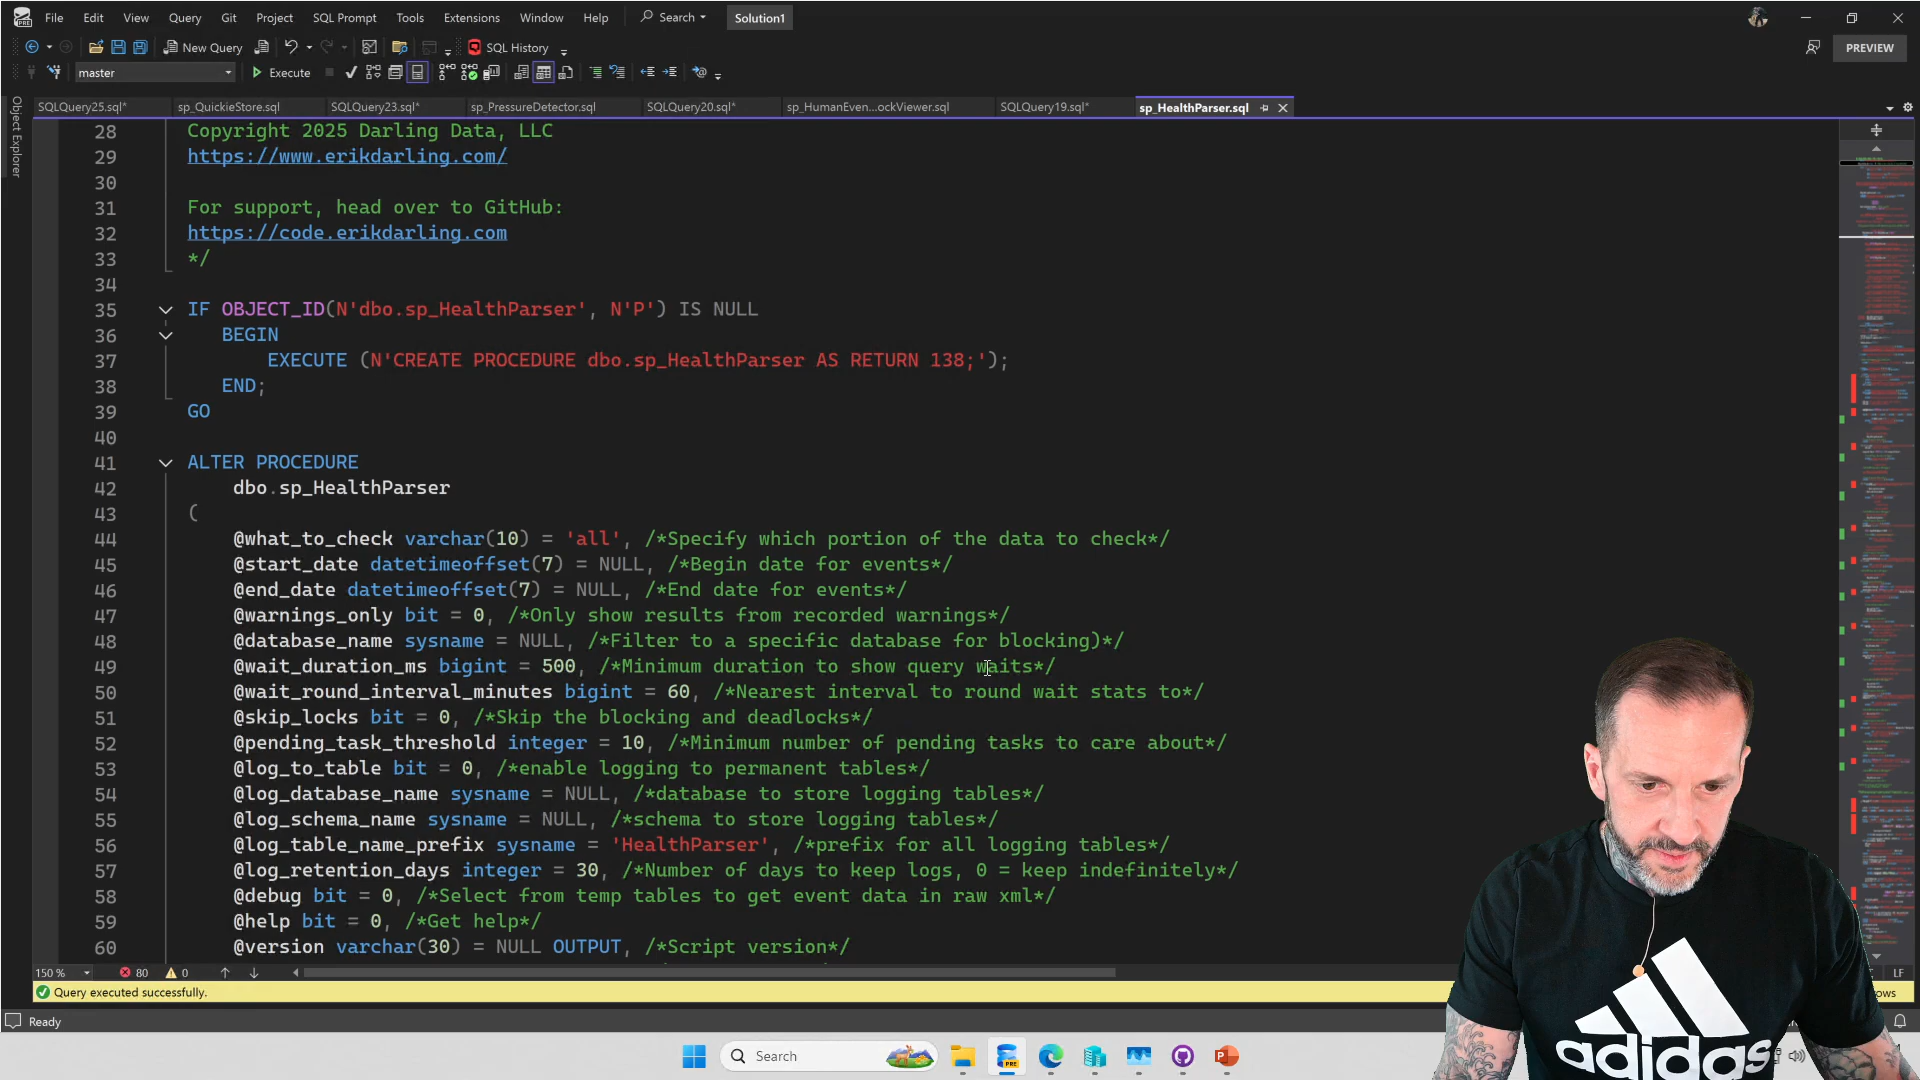 File Edit View Query Git Project SQL Prompt Tools Extensions Window Help Search Solution1
New Query SQL History PREVIEW
master Execute
SQLQuery25.sql* sp_QuickieStore.sql SQLQuery23.sql* sp_PressureDetector.sql SQLQuery20.sql* sp_HumanEven...ockViewer.sql SQLQuery19.sql* sp_HealthParser.sql
Object Explorer
28 Copyright 2025 Darling Data, LLC
29 https://www.erikdarling.com/
30
31 For support, head over to GitHub:
32 https://code.erikdarling.com
33 */
34
35 IF OBJECT_ID(N'dbo.sp_HealthParser', N'P') IS NULL
36 BEGIN
37 EXECUTE (N'CREATE PROCEDURE dbo.sp_HealthParser AS RETURN 138;');
38 END;
39 GO
40
41 ALTER PROCEDURE
42 dbo.sp_HealthParser
43 (
44 @what_to_check varchar(10) = 'all', /*Specify which portion of the data to check*/
45 @start_date datetimeoffset(7) = NULL, /*Begin date for events*/
46 @end_date datetimeoffset(7) = NULL, /*End date for events*/
47 @warnings_only bit = 0, /*Only show results from recorded warnings*/
48 @database_name sysname = NULL, /*Filter to a specific database for blocking)*/
49 @wait_duration_ms bigint = 500, /*Minimum duration to show query waits*/
50 @wait_round_interval_minutes bigint = 60, /*Nearest interval to round wait stats to*/
51 @skip_locks bit = 0, /*Skip the blocking and deadlocks*/
52 @pending_task_threshold integer = 10, /*Minimum number of pending tasks to care about*/
53 @log_to_table bit = 0, /*enable logging to permanent tables*/
54 @log_database_name sysname = NULL, /*database to store logging tables*/
55 @log_schema_name sysname = NULL, /*schema to store logging tables*/
56 @log_table_name_prefix sysname = 'HealthParser', /*prefix for all logging tables*/
57 @log_retention_days integer = 30, /*Number of days to keep logs, 0 = keep indefinitely*/
58 @debug bit = 0, /*Select from temp tables to get event data in raw xml*/
59 @help bit = 0, /*Get help*/
60 @version varchar(30) = NULL OUTPUT, /*Script version*/
150 % 80 0 LF
Query executed successfully. ows
Ready
Search
PRE
adidas